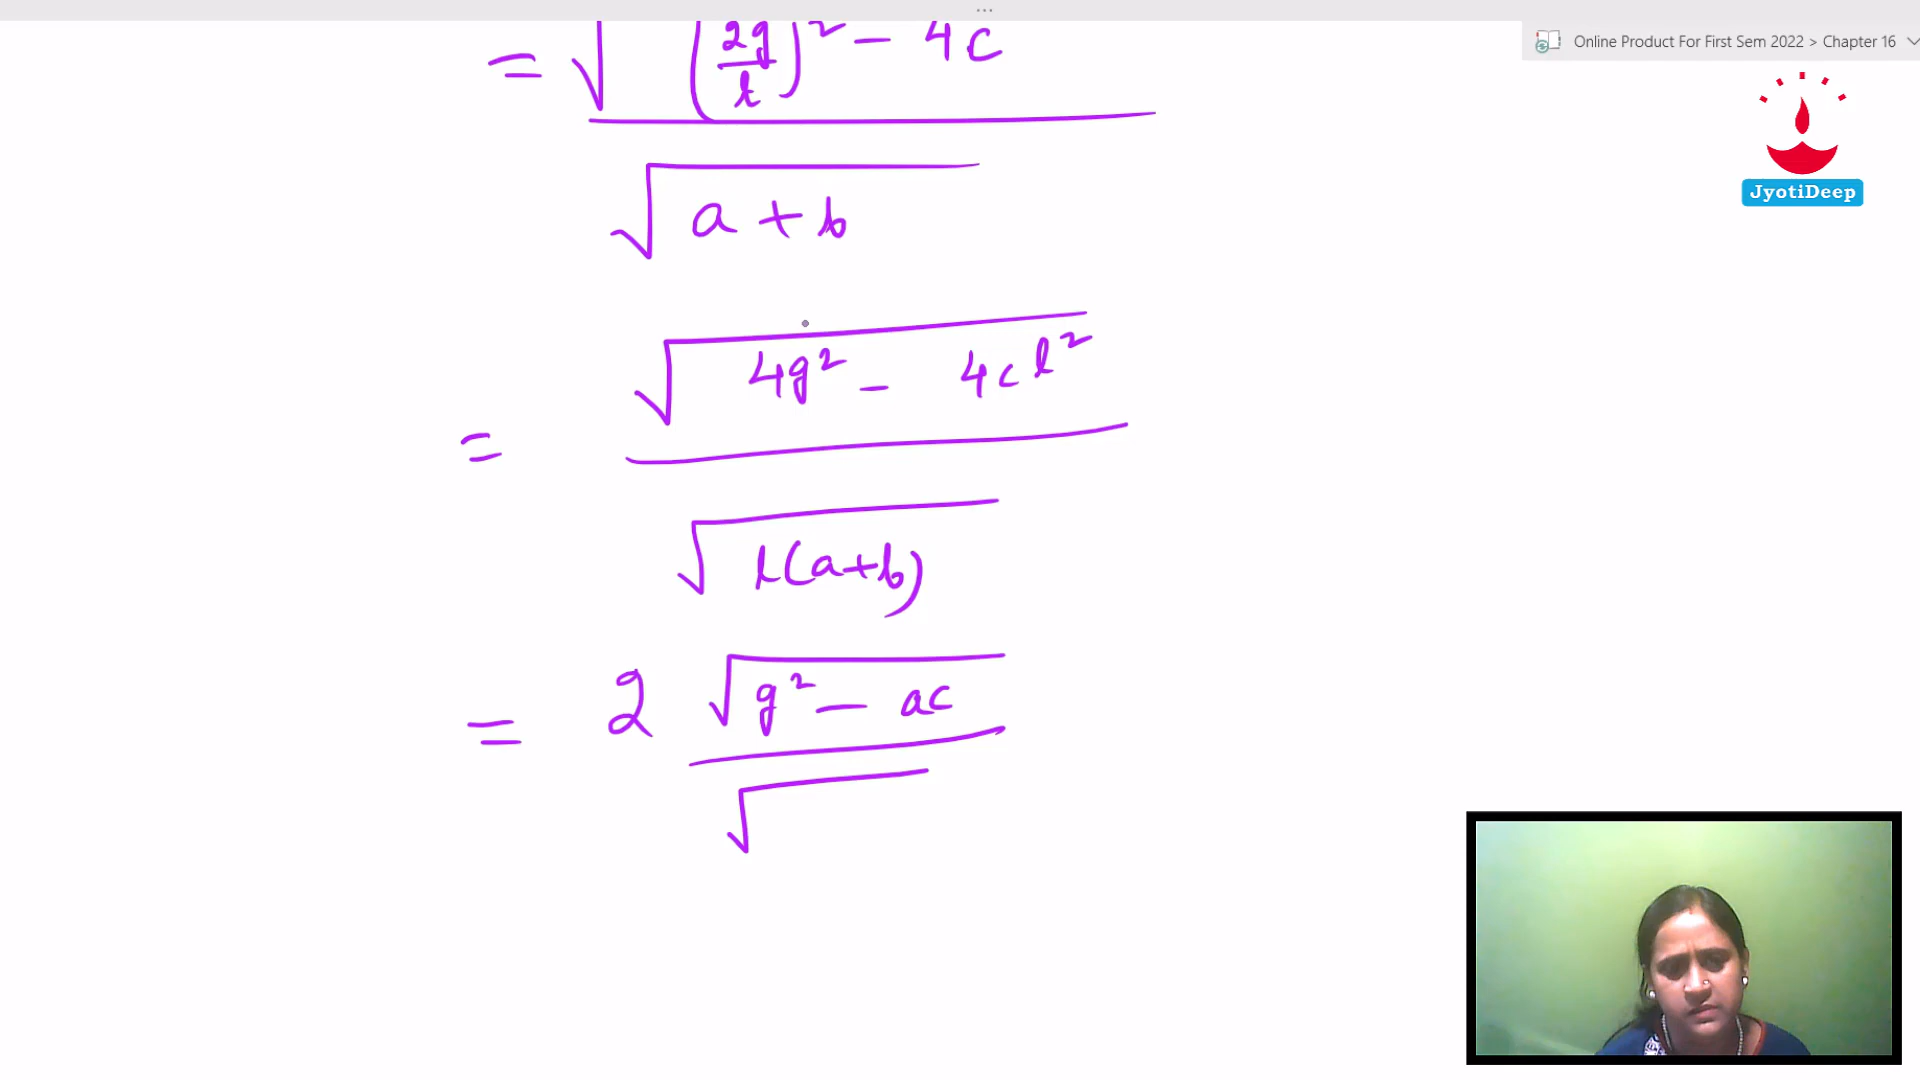 ...
Online Product For First Sem 2022 > Chapter 16
= √ (2g/l)² − 4c
√ a + b
JyotiDeep
= √ 4g² − 4cl²
√ l(a+b)
= 2 √ g² − ac
√